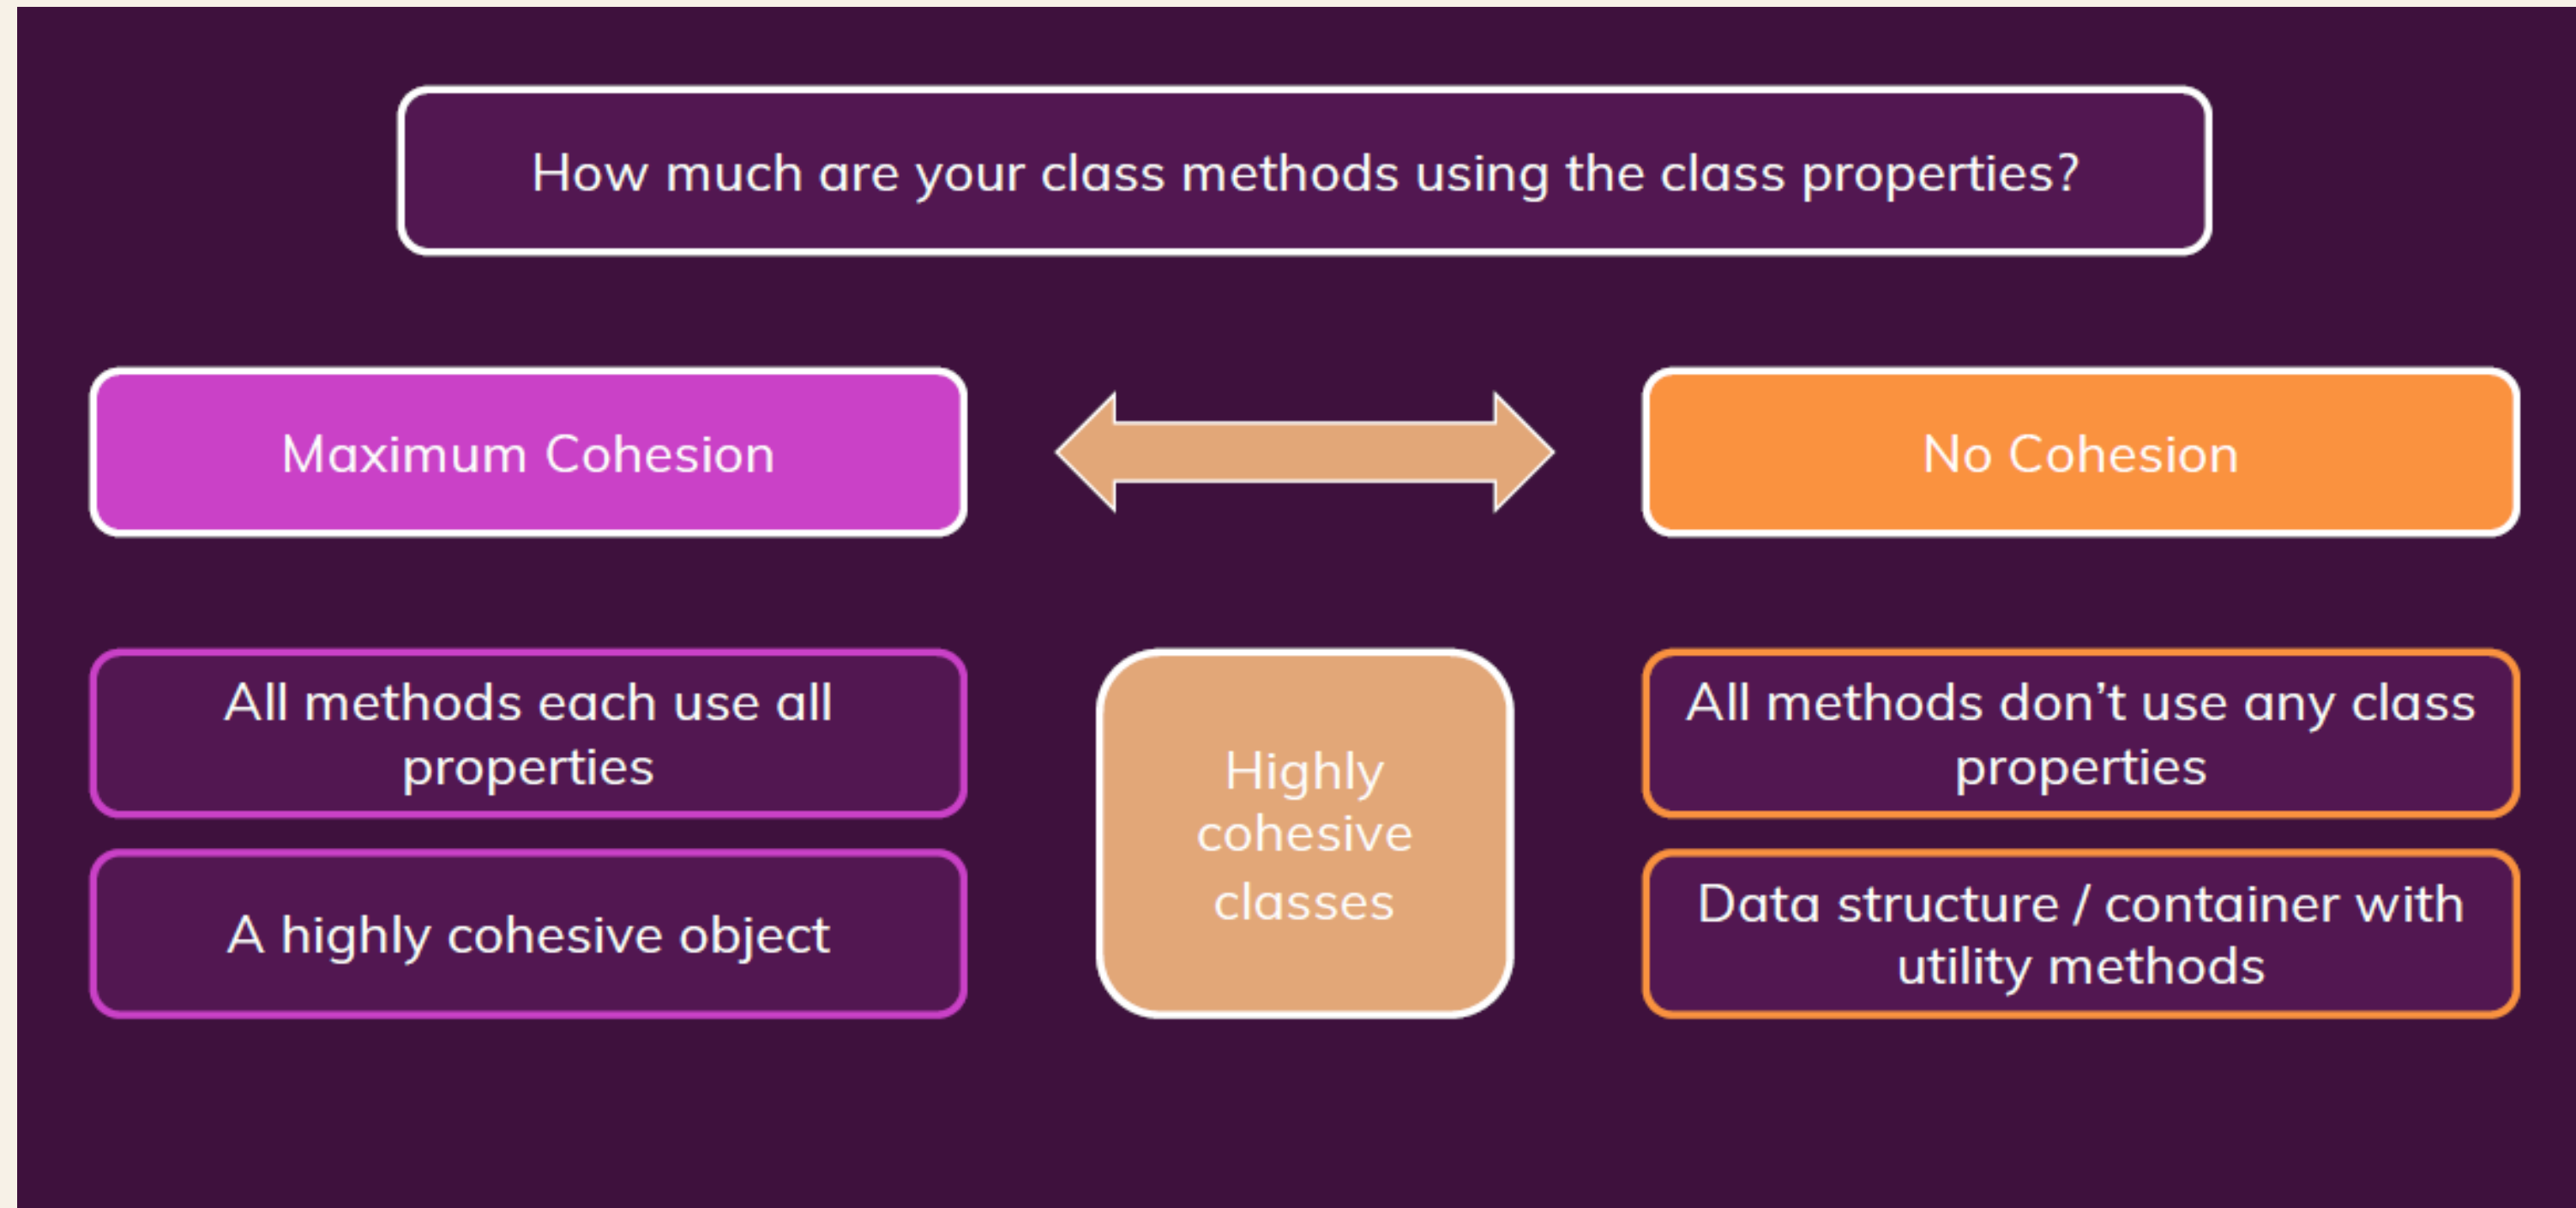 How much are your class methods using the class properties?
Maximum Cohesion
No Cohesion
All methods each use all
properties
A highly cohesive object
Highly
cohesive
classes
All methods don’t use any class
properties
Data structure / container with
utility methods